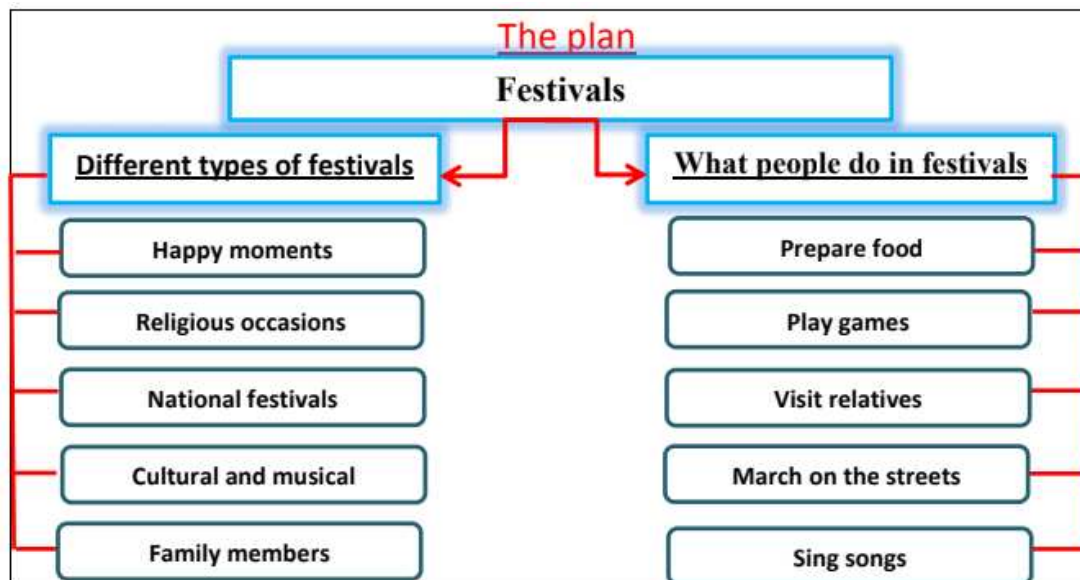 The plan
Festivals
Different types of festivals
Happy moments
Religious occasions
National festivals
Cultural and musical
Family members
What people do in festivals
Prepare food
Play games
Visit relatives
March on the streets
Sing songs